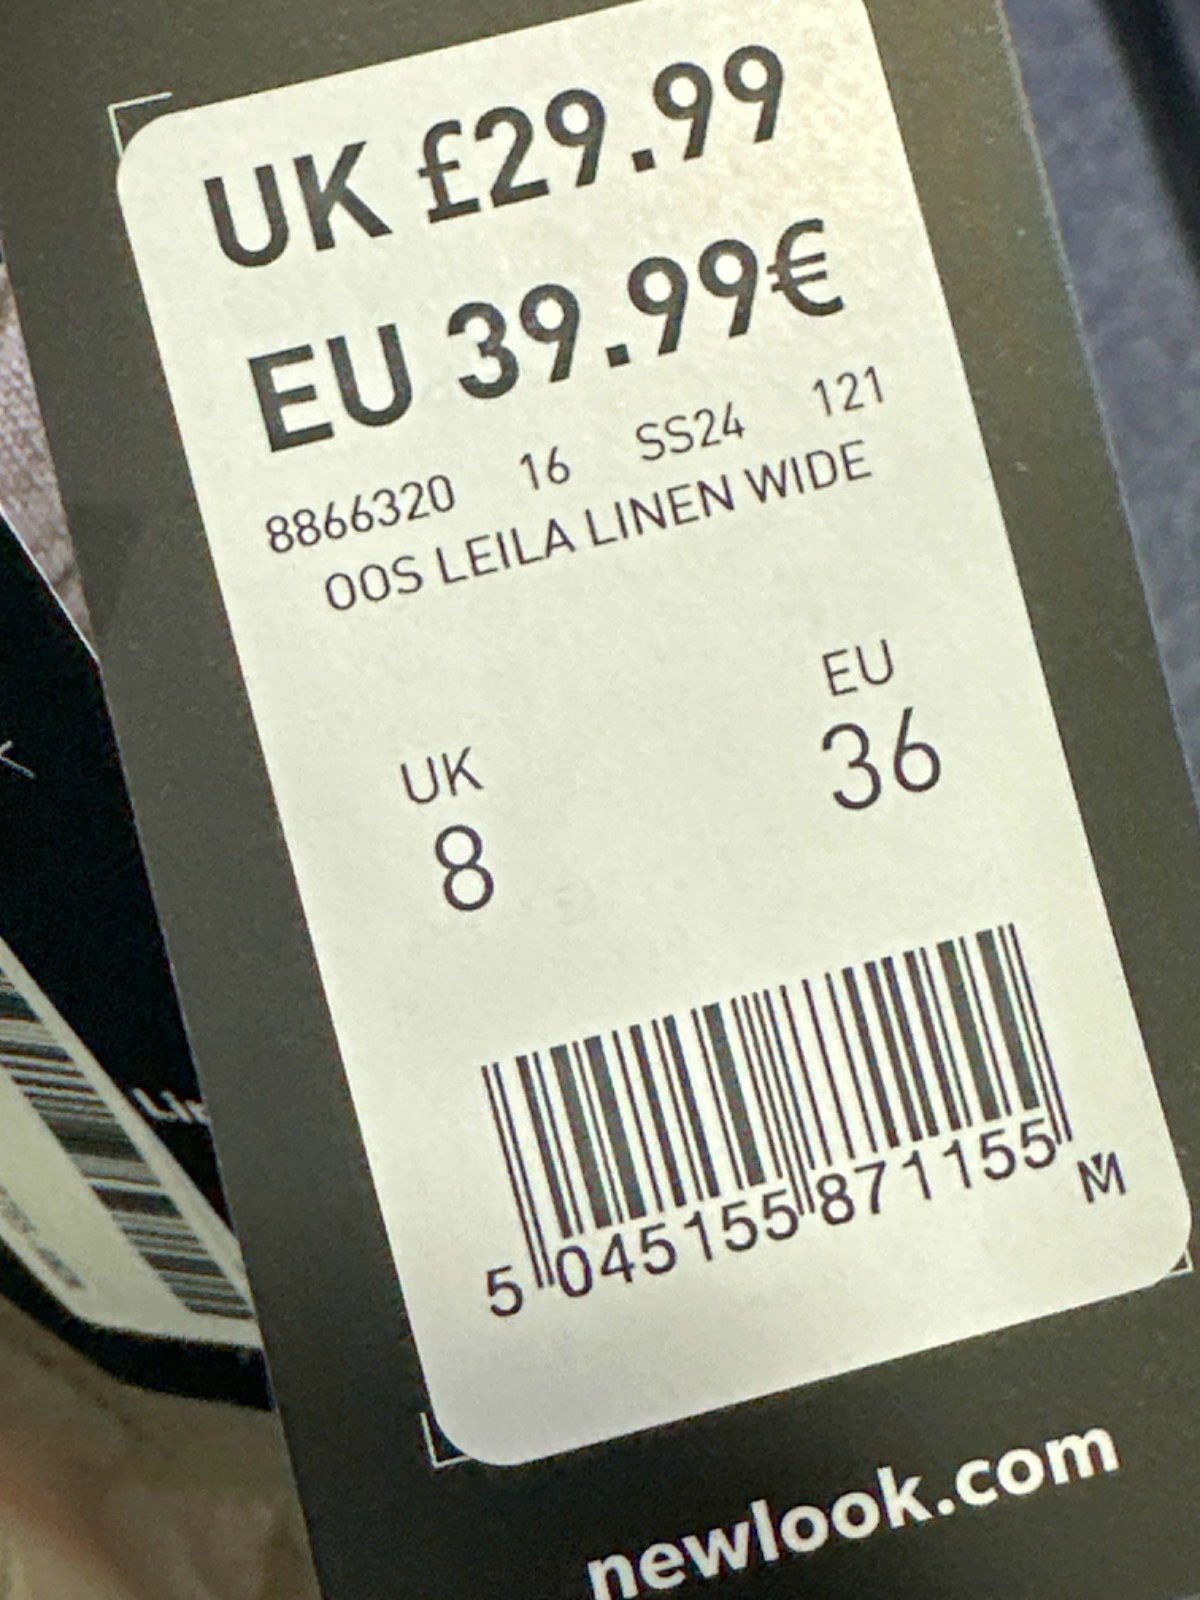 UK £29.99
EU 39.99€
8866320 16 SS24 121
OOS LEILA LINEN WIDE
UK EU
8 36
5 045155 871155
newlook.com